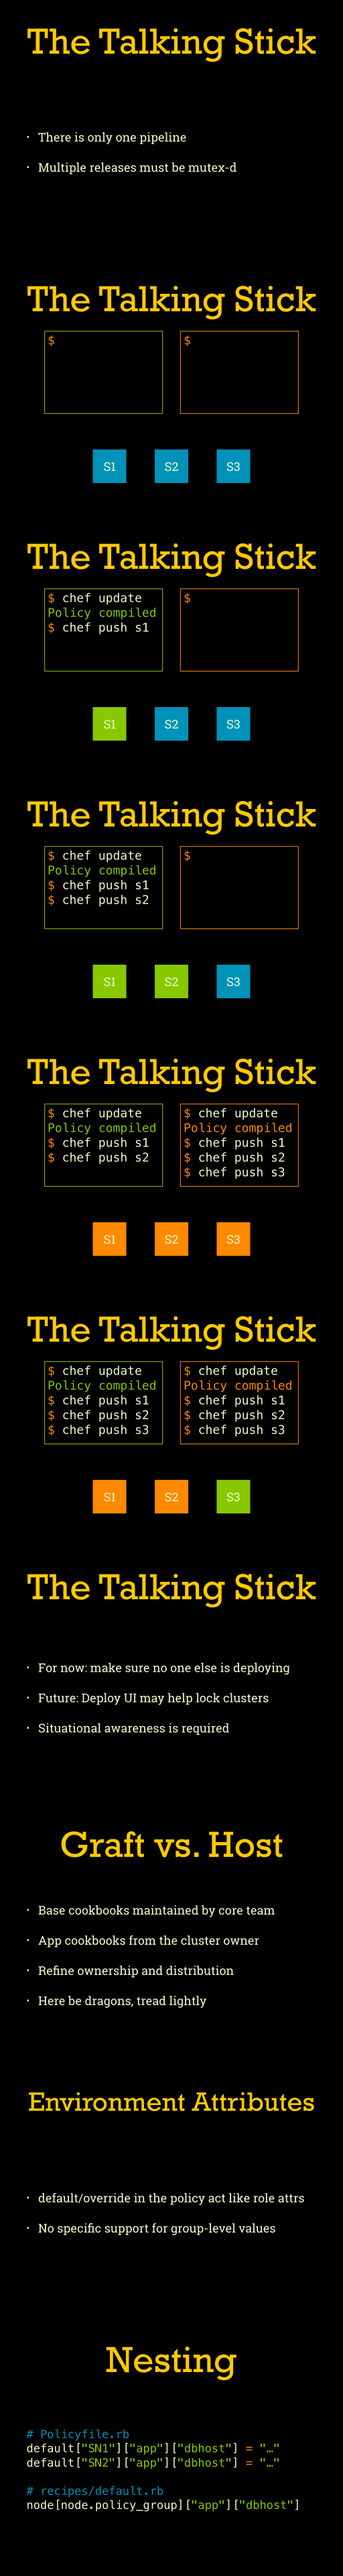 The Talking Stick
• There is only one pipeline
• Multiple releases must be mutex-d
The Talking Stick
$
$
S1 S2 S3
The Talking Stick
$ chef update
Policy compiled
$ chef push s1
$
S1 S2 S3
The Talking Stick
$ chef update
Policy compiled
$ chef push s1
$ chef push s2
$
S1 S2 S3
The Talking Stick
$ chef update
Policy compiled
$ chef push s1
$ chef push s2
$ chef update
Policy compiled
$ chef push s1
$ chef push s2
$ chef push s3
S1 S2 S3
The Talking Stick
$ chef update
Policy compiled
$ chef push s1
$ chef push s2
$ chef push s3
$ chef update
Policy compiled
$ chef push s1
$ chef push s2
$ chef push s3
S1 S2 S3
The Talking Stick
• For now: make sure no one else is deploying
• Future: Deploy UI may help lock clusters
• Situational awareness is required
Graft vs. Host
• Base cookbooks maintained by core team
• App cookbooks from the cluster owner
• Refine ownership and distribution
• Here be dragons, tread lightly
Environment Attributes
• default/override in the policy act like role attrs
• No specific support for group-level values
Nesting
# Policyfile.rb
default["SN1"]["app"]["dbhost"] = "…"
default["SN2"]["app"]["dbhost"] = "…"
# recipes/default.rb
node[node.policy_group]["app"]["dbhost"]